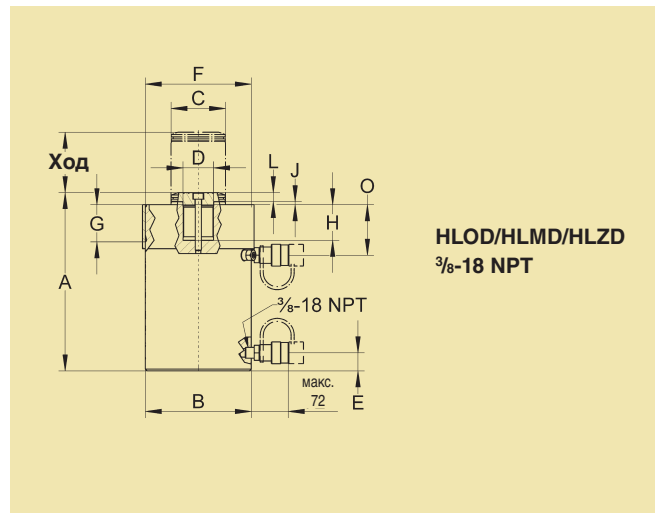 F
C
Ход
D
L
J
O
G
H
A
HLOD/HLMD/HLZD
³/₈-18 NPT
³/₈-18 NPT
макс.
72
B
E